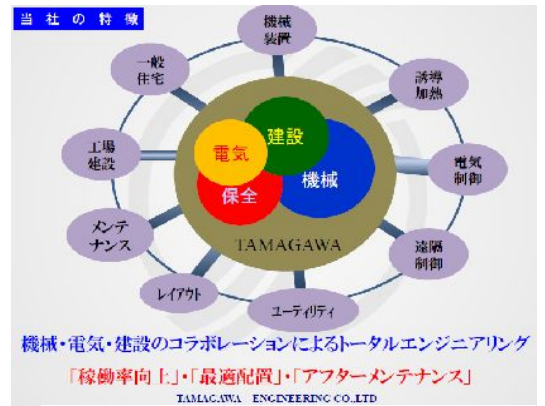 当社の特徴
機械
装置
一般
住宅
誘導
加熱
工場
建設
電気
制御
メンテ
ナンス
遠隔
制御
レイアウト
ユーティリティ
建設
電気
機械
保全
TAMAGAWA
機械・電気・建設のコラボレーションによるトータルエンジニアリング
「稼働率向上」・「最適配置」・「アフターメンテナンス」
TAMAGAWA ENGINEERING CO.,LTD